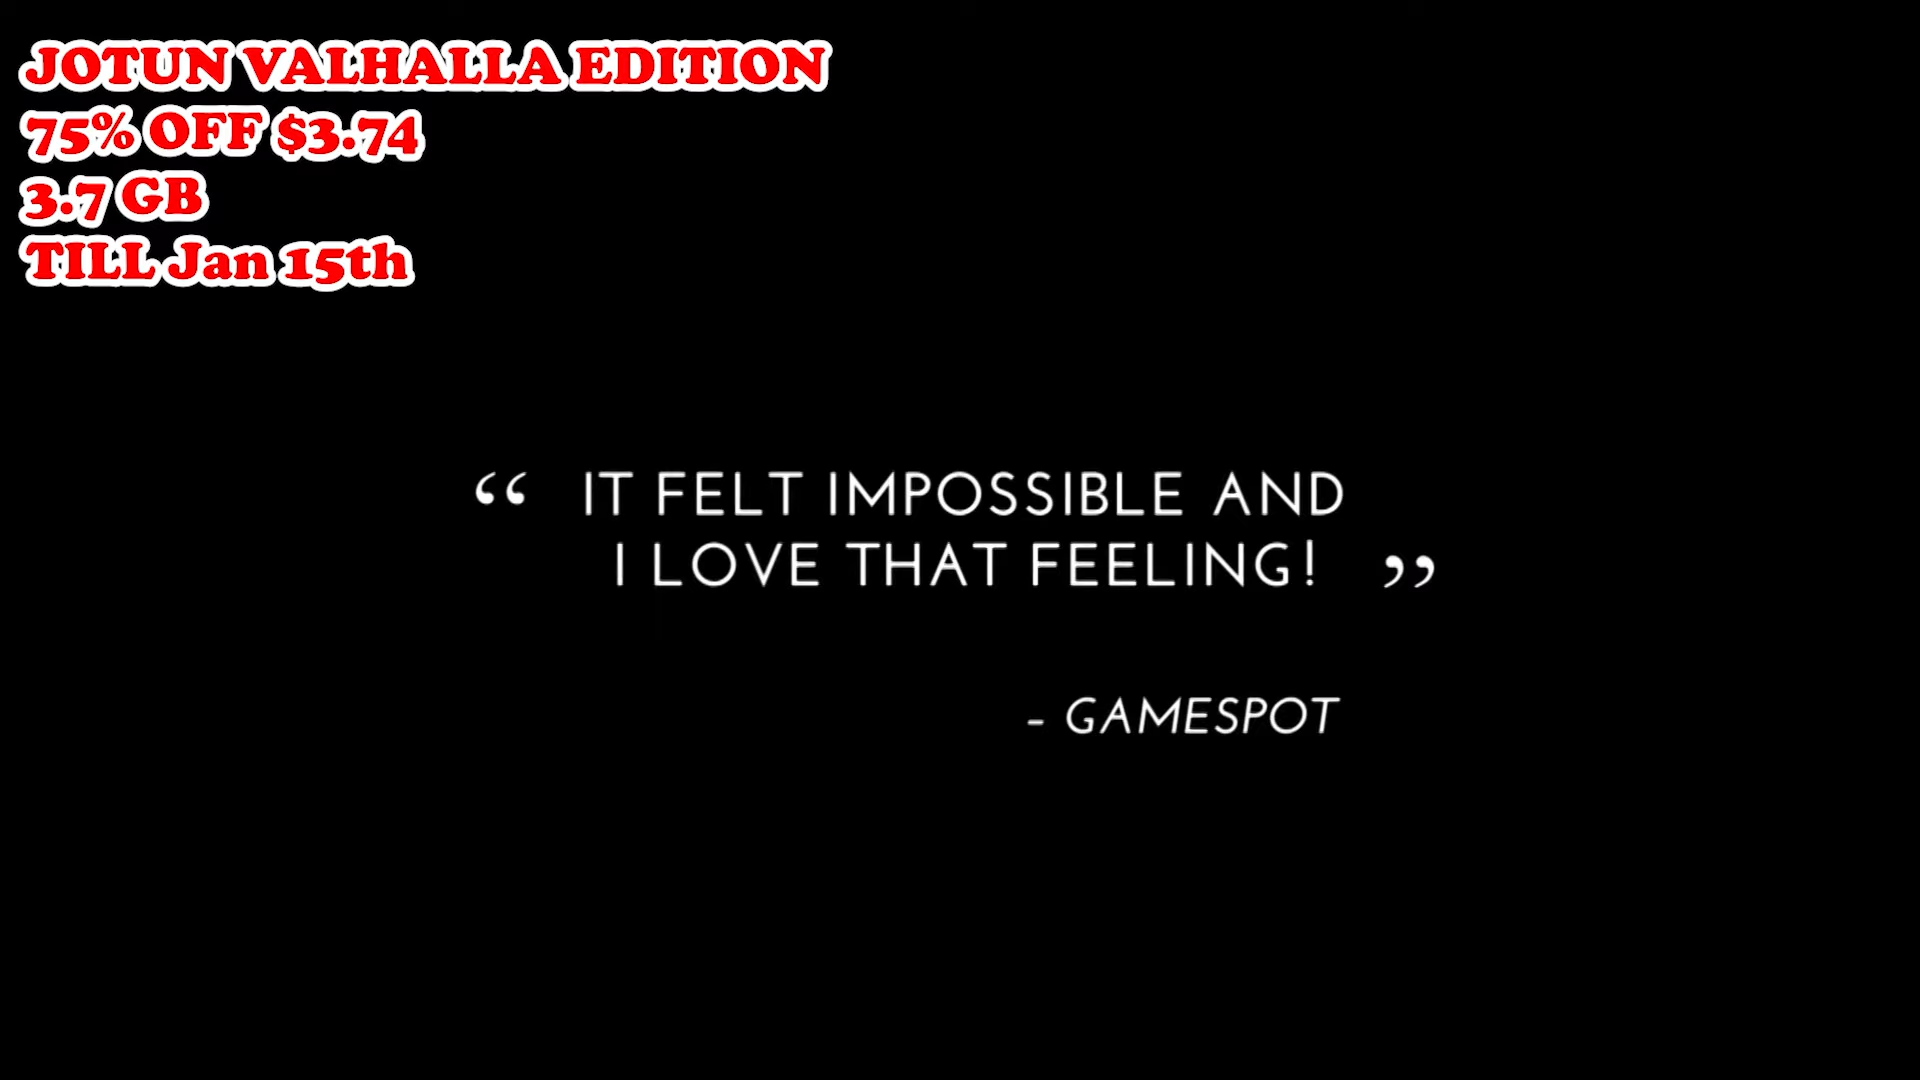 JOTUN VALHALLA EDITION
75% OFF $3.74
3.7 GB
TILL Jan 15th
“ IT FELT IMPOSSIBLE AND
I LOVE THAT FEELING! ”
- GAMESPOT